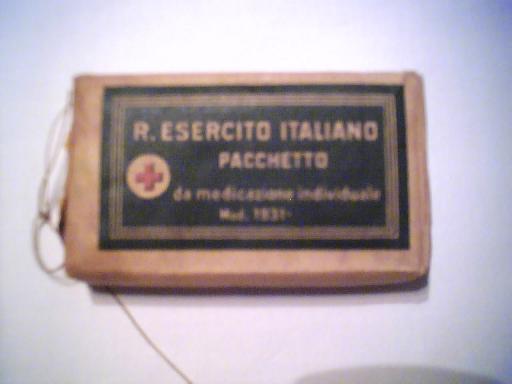 R. ESERCITO ITALIANO
PACCHETTO
da medicazione individuale
Mod. 1931-